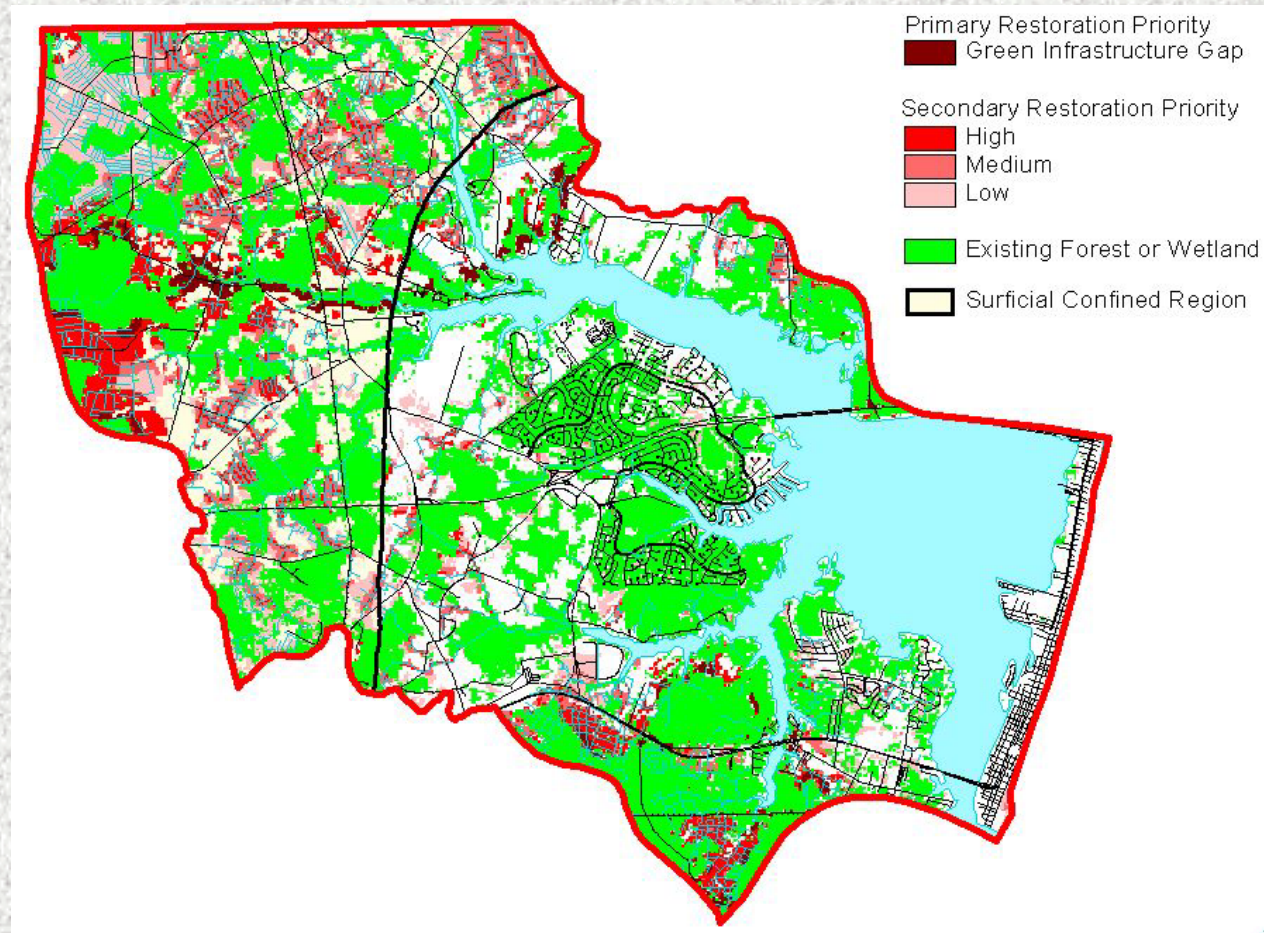 Primary Restoration Priority
Green Infrastructure Gap
Secondary Restoration Priority
High
Medium
Low
Existing Forest or Wetland
Surficial Confined Region